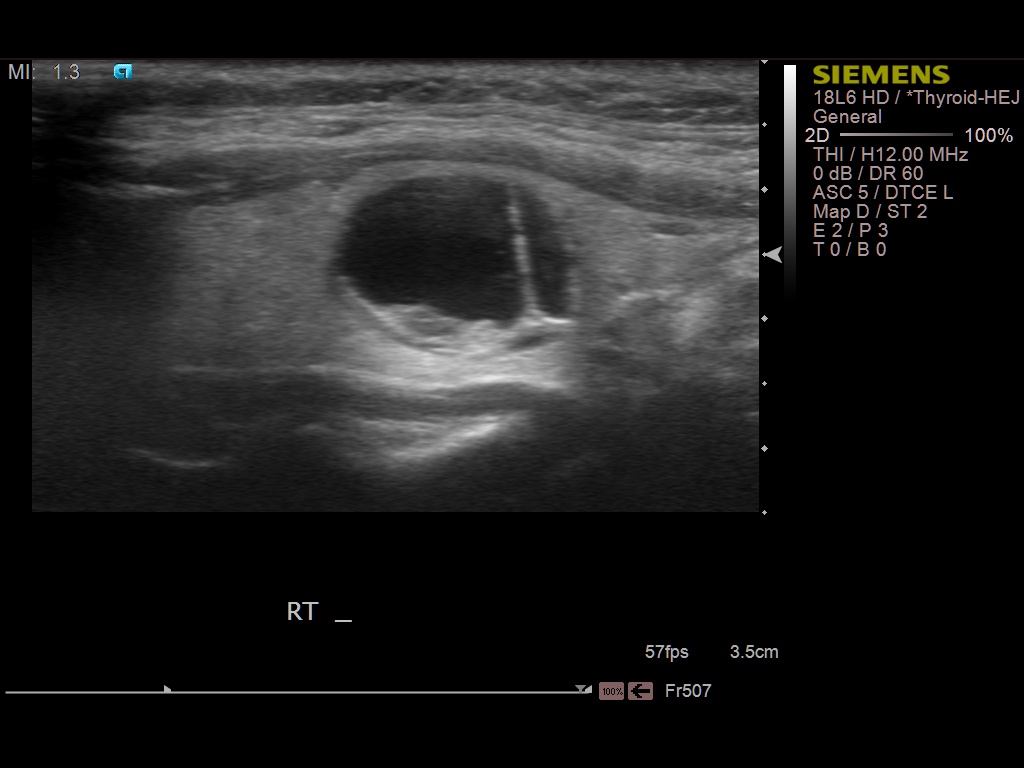 MI: 1.3
SIEMENS
18L6 HD / *Thyroid-HEJ
General
2D 100%
THI / H12.00 MHz
0 dB / DR 60
ASC 5 / DTCE L
Map D / ST 2
E 2 / P 3
T 0 / B 0
RT _
57fps 3.5cm
100% Fr507